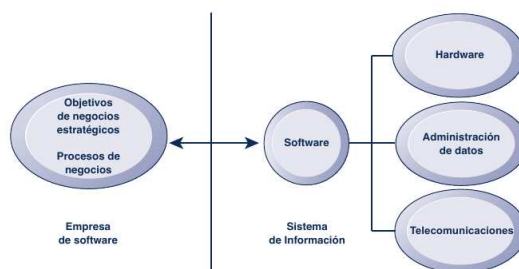 Objetivos
de negocios
estratégicos
Procesos de
negocios
Empresa
de software
Software
Sistema
de Información
Hardware
Administración
de datos
Telecomunicaciones